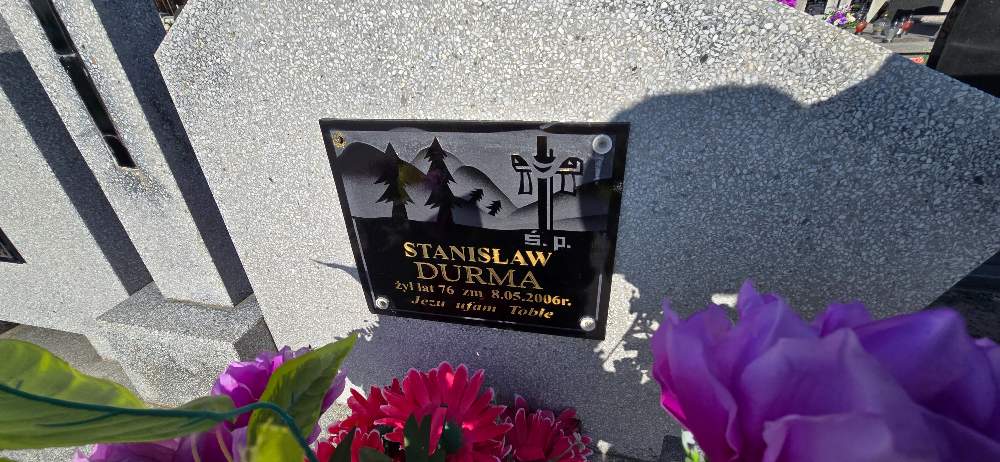 ś. p.
STANISŁAW
DURMA
żył lat 76 zm 8.05.2006r.
Jezu ufam Tobie